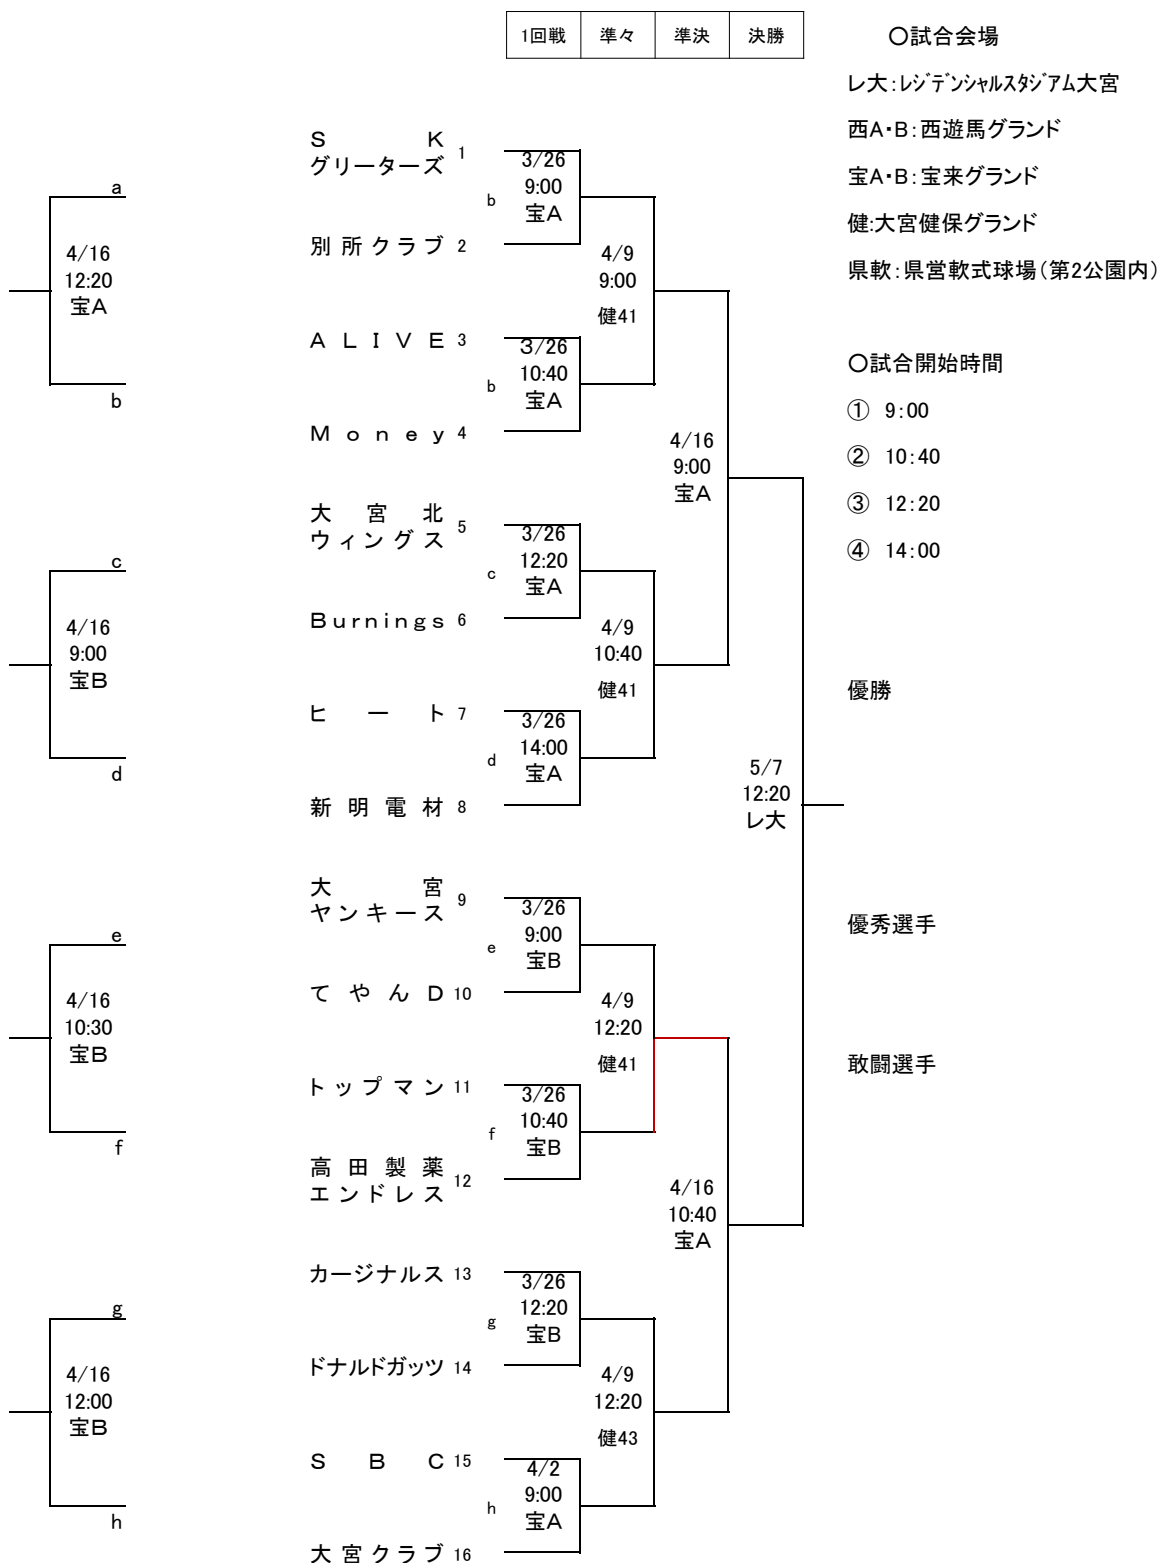 1回戦 準々 準決 決勝
〇試合会場
レ大：レジデンシャルスタジアム大宮
西A・B：西遊馬グランド
宝A・B：宝来グランド
健:大宮健保グランド
県軟：県営軟式球場（第2公園内）
〇試合開始時間
① 9：00
② 10：40
③ 12：20
④ 14：00
優勝
優秀選手
敢闘選手
a
4/16
12:20
宝A
b
c
4/16
9:00
宝B
d
e
4/16
10:30
宝B
f
g
4/16
12:00
宝B
h
S K
グリーターズ 1
別所クラブ 2
A L I V E 3
M o n e y 4
大宮北
ウィングス 5
Burnings 6
ヒート 7
新明電材 8
大宮
ヤンキース 9
てやんD 10
トップマン 11
高田製薬
エンドレス 12
カージナルス 13
ドナルドガッツ 14
S B C 15
大宮クラブ 16
b
3/26
9:00
宝A
b
3/26
10:40
宝A
c
3/26
12:20
宝A
d
3/26
14:00
宝A
e
3/26
9:00
宝B
f
3/26
10:40
宝B
g
3/26
12:20
宝B
h
4/2
9:00
宝A
4/9
9:00
健41
4/9
10:40
健41
4/9
12:20
健41
4/9
12:20
健43
4/16
9:00
宝A
4/16
10:40
宝A
5/7
12:20
レ大